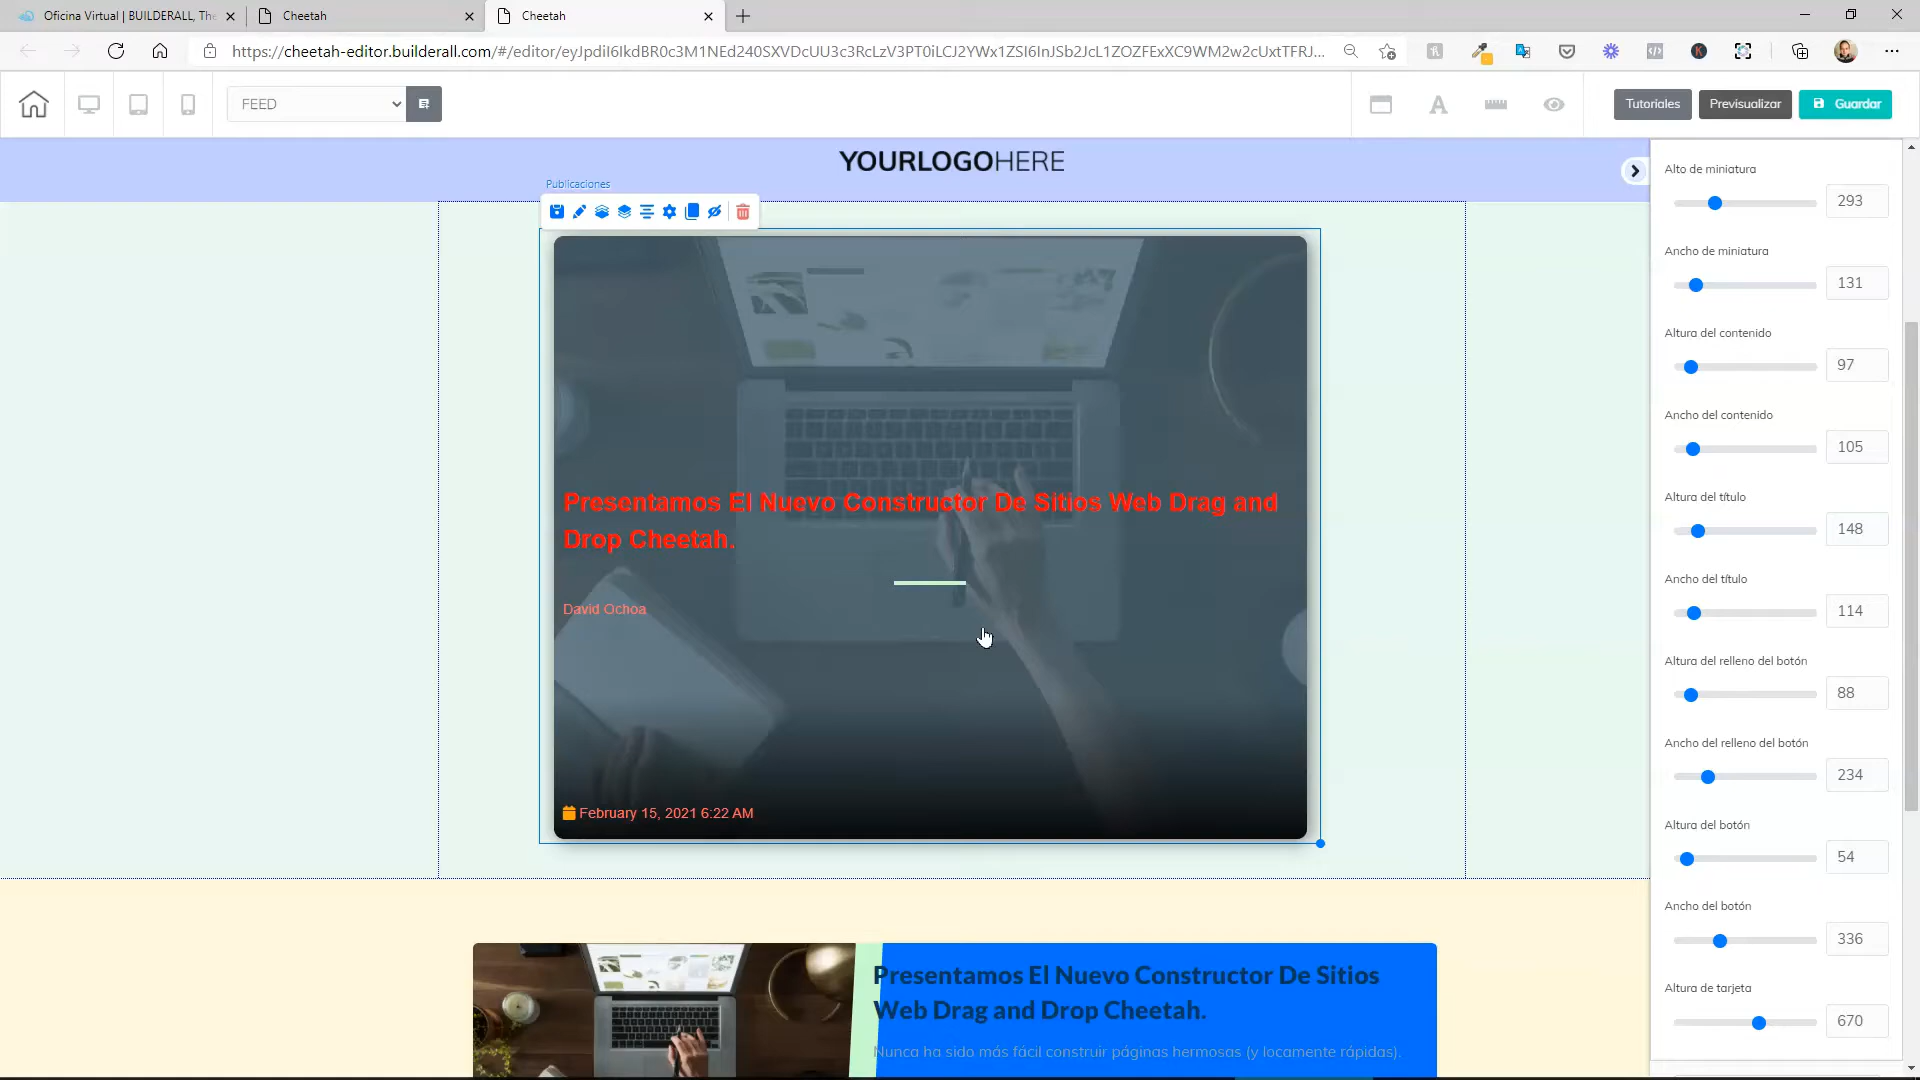 Oficina Virtual | BUILDERALL, The
Cheetah
Cheetah
https://cheetah-editor.builderall.com/#/editor/
FEED
Tutoriales
Previsualizar
Guardar
YOURLOGOHERE
Publicaciones
Presentamos El Nuevo Constructor De Sitios Web Drag and
Drop Cheetah.
David Ochoa
February 15, 2021 6:22 AM
Presentamos El Nuevo Constructor De Sitios
Web Drag and Drop Cheetah.
Nunca ha sido más fácil construir páginas hermosas (y locamente rápidas).
Alto de miniatura
293
Ancho de miniatura
131
Altura del contenido
97
Ancho del contenido
105
Altura del título
148
Ancho del título
114
Altura del relleno del botón
88
Ancho del relleno del botón
234
Altura del botón
54
Ancho del botón
336
Altura de tarjeta
670